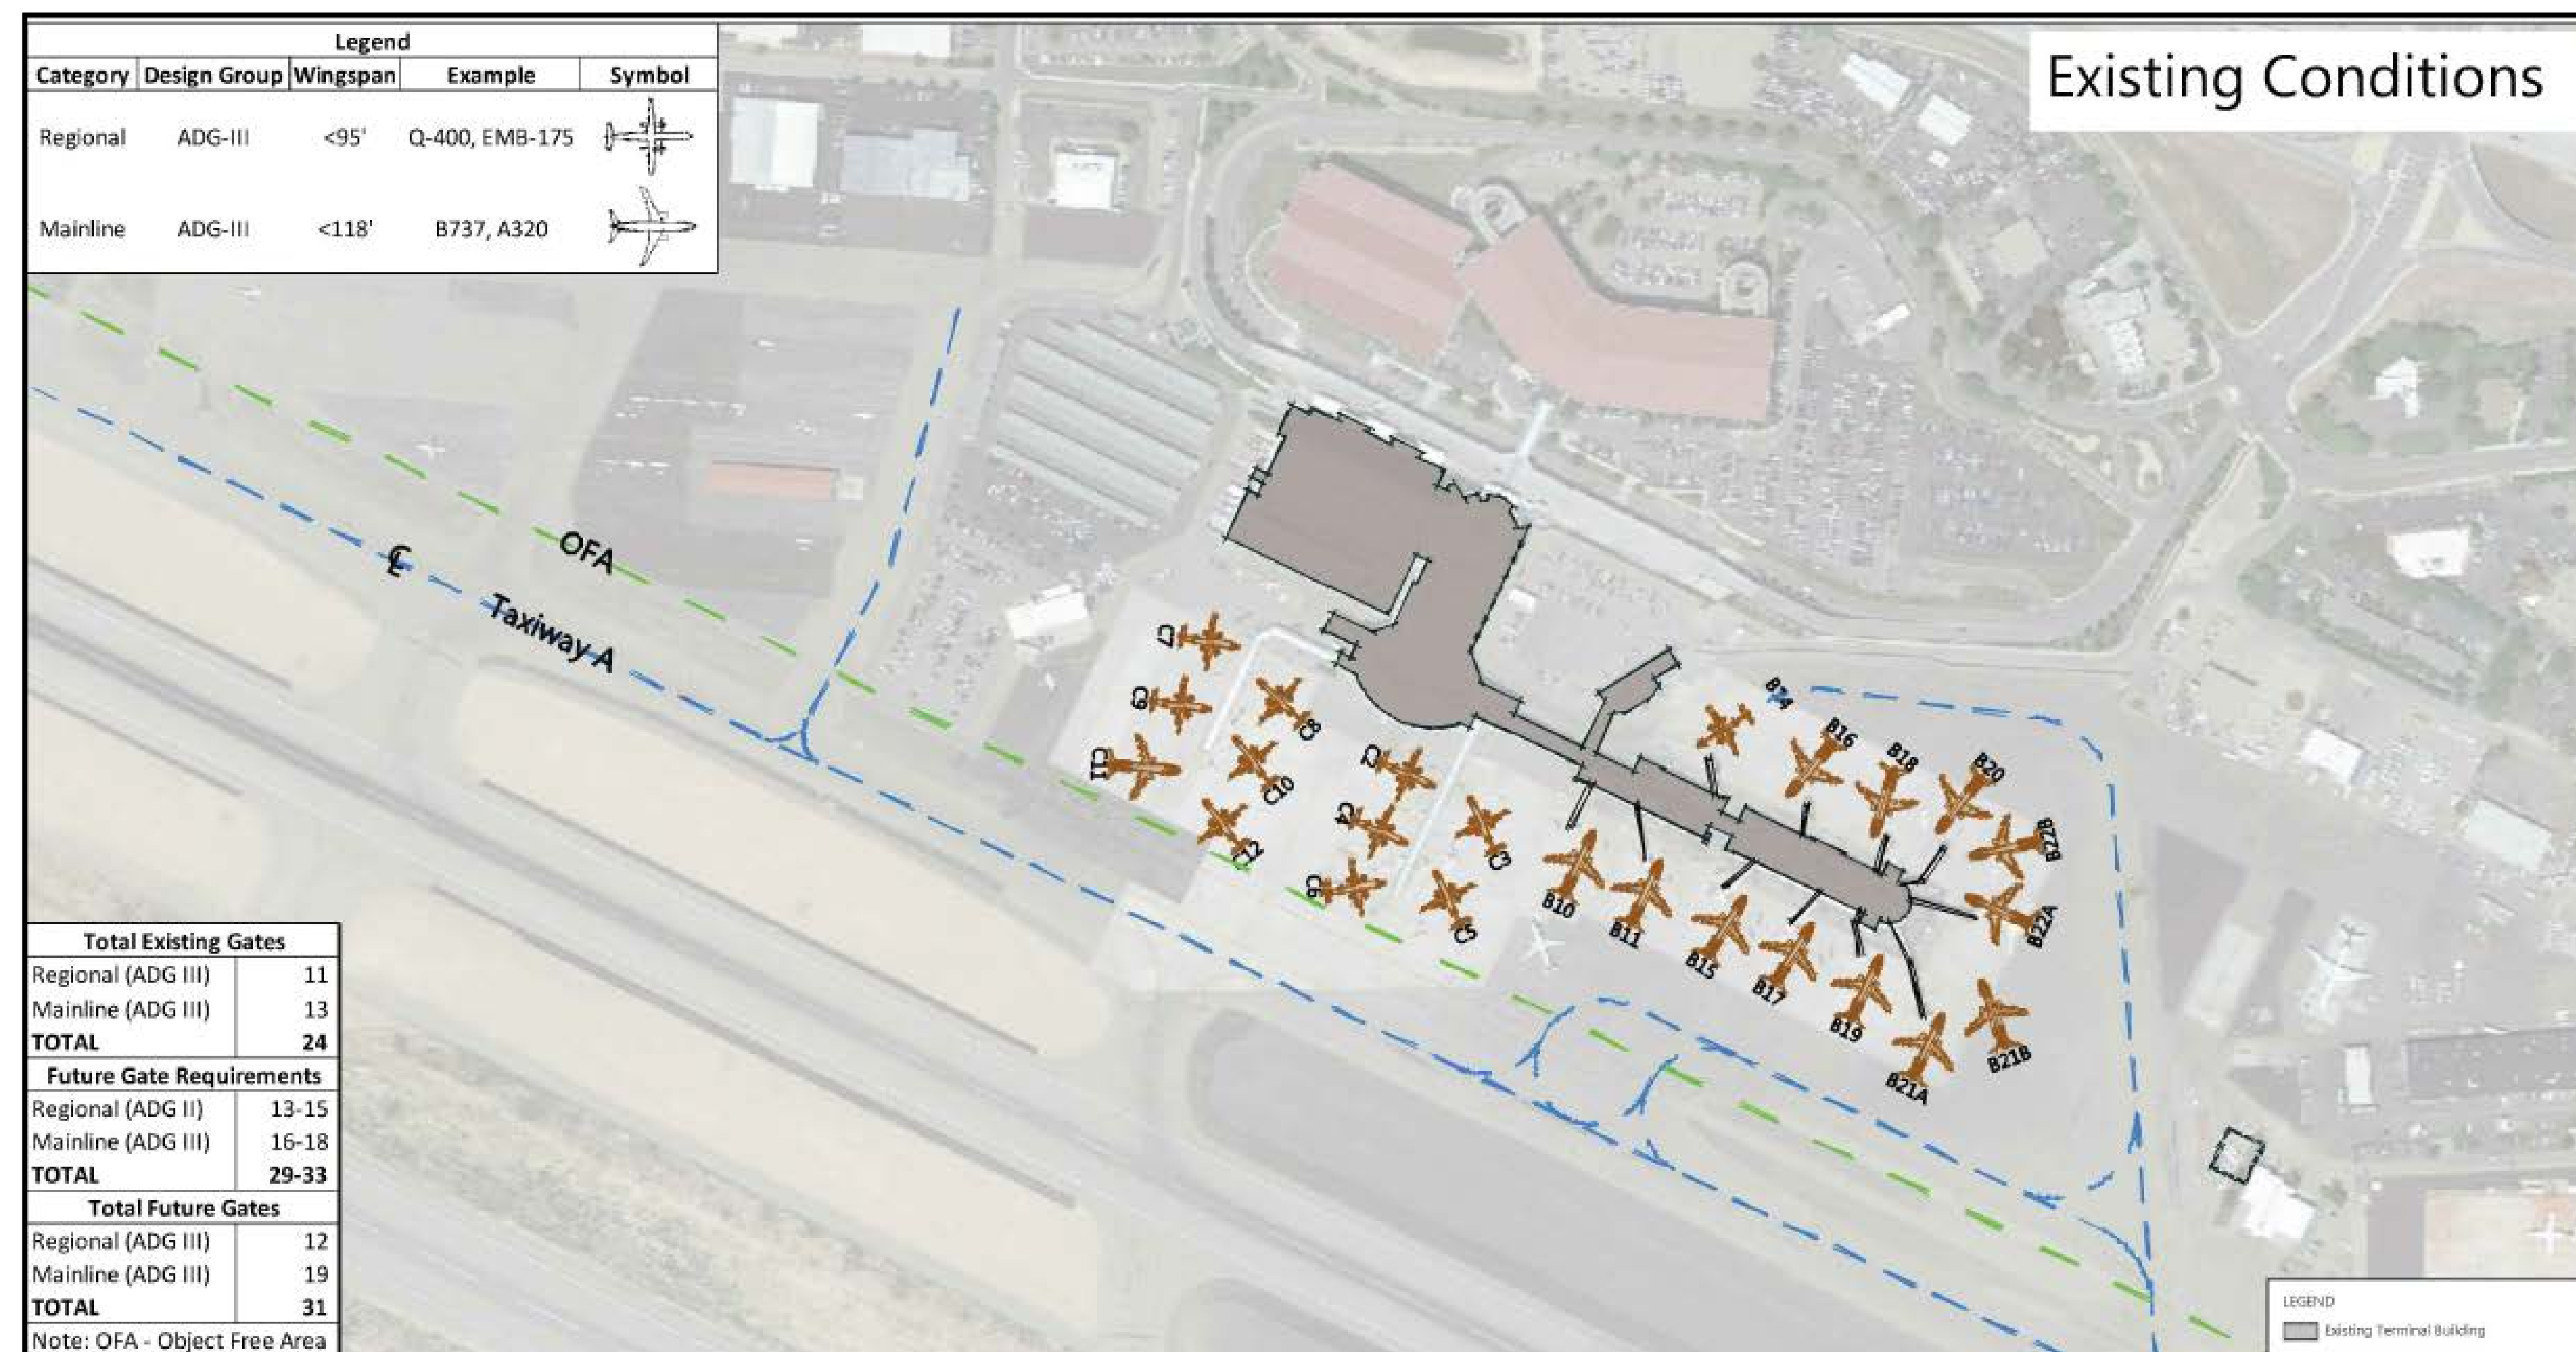 Legend
Category Design Group Wingspan Example Symbol
Regional ADG-III <95' Q-400, EMB-175
Mainline ADG-III <118' B737, A320
Existing Conditions
OFA
℄
Taxiway A
C7
C9
C8
C11
C10
C12
C2
C4
C3
C6
C5
B14
B16
B18
B20
B22B
B22A
B10
B11
B15
B17
B19
B21A
B21B
Total Existing Gates
Regional (ADG III) 11
Mainline (ADG III) 13
TOTAL 24
Future Gate Requirements
Regional (ADG II) 13-15
Mainline (ADG III) 16-18
TOTAL 29-33
Total Future Gates
Regional (ADG III) 12
Mainline (ADG III) 19
TOTAL 31
Note: OFA - Object Free Area
LEGEND
Existing Terminal Building